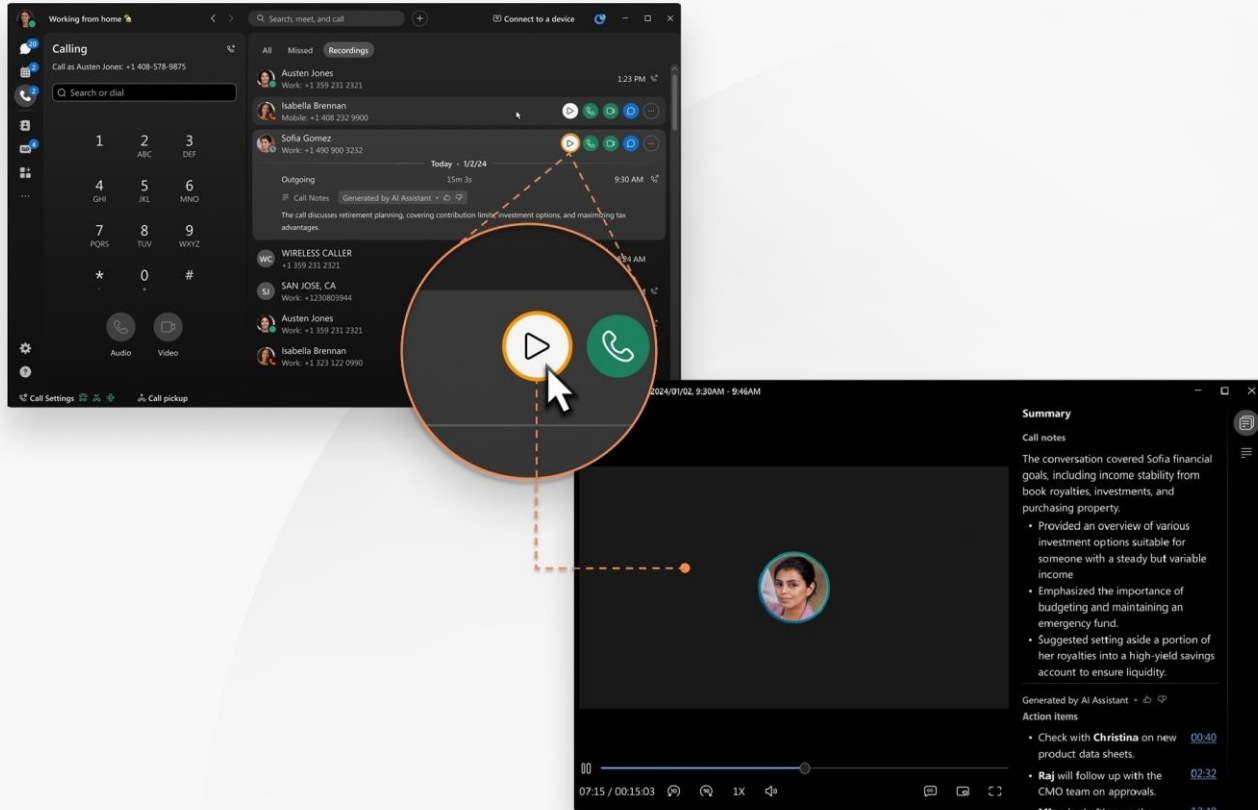 Working from home
Search, meet, and call
Connect to a device
20
2
2
4
Calling
Call as Austen Jones: +1 408-578-9875
Search or dial
1
2
ABC
3
DEF
4
GHI
5
JKL
6
MNO
7
PQRS
8
TUV
9
WXYZ
*
0
+
#
Audio
Video
Call Settings
Call pickup
All
Missed
Recordings
Austen Jones
Work: +1 359 231 2321
1:23 PM
Isabella Brennan
Mobile: +1 408 232 9900
Sofia Gomez
Work: +1 490 900 3232
Today • 1/2/24
Outgoing
15m 3s
9:30 AM
Call Notes
Generated by AI Assistant •
The call discusses retirement planning, covering contribution limits, investment options, and maximizing tax
advantages.
WC
WIRELESS CALLER
+1 359 231 2321
AM
SJ
SAN JOSE, CA
Work: +1230803944
Austen Jones
Work: +1 359 231 2321
Isabella Brennan
Work: +1 323 122 0990
2024/01/02, 9:30AM - 9:46AM
07:15 / 00:15:03
1X
Summary
Call notes
The conversation covered Sofia financial
goals, including income stability from
book royalties, investments, and
purchasing property.
• Provided an overview of various
investment options suitable for
someone with a steady but variable
income
• Emphasized the importance of
budgeting and maintaining an
emergency fund.
• Suggested setting aside a portion of
her royalties into a high-yield savings
account to ensure liquidity.
Generated by AI Assistant •
Action items
• Check with Christina on new
product data sheets.
00:40
• Raj will follow up with the
CMO team on approvals.
02:32